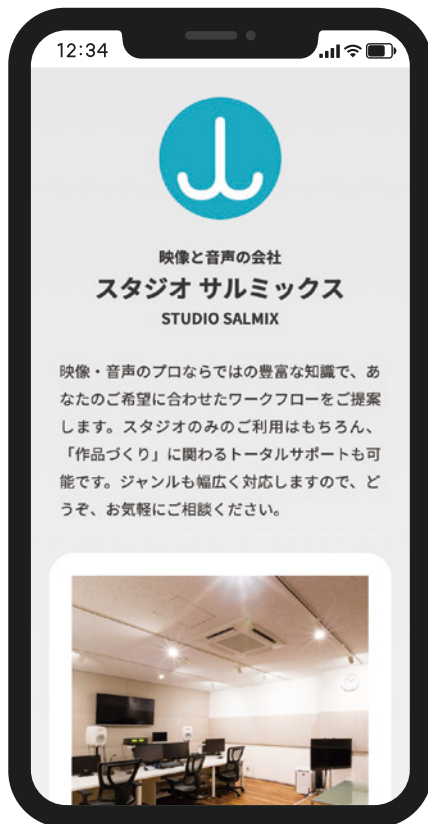 12:34
映像と音声の会社
スタジオ サルミックス
STUDIO SALMIX
映像・音声のプロならではの豊富な知識で、あ
なたのご希望に合わせたワークフローをご提案
します。スタジオのみのご利用はもちろん、
「作品づくり」に関わるトータルサポートも可
能です。ジャンルも幅広く対応しますので、ど
うぞ、お気軽にご相談ください。